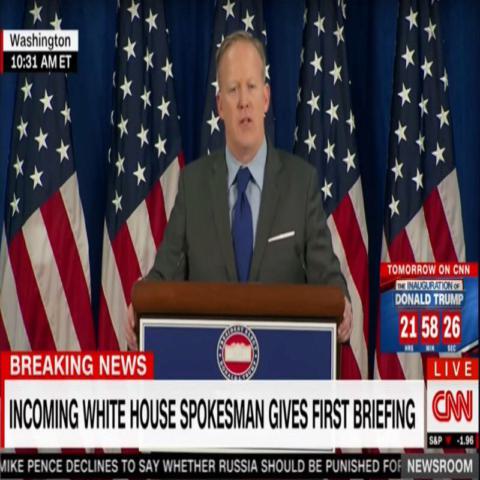 Washington
10:31 AM ET
TOMORROW ON CNN
THE INAUGURATION OF
DONALD TRUMP
21 58 26
HRS MIN SEC
BREAKING NEWS
LIVE
INCOMING WHITE HOUSE SPOKESMAN GIVES FIRST BRIEFING
CNN
S&P -1.96
MIKE PENCE DECLINES TO SAY WHETHER RUSSIA SHOULD BE PUNISHED FOR
NEWSROOM